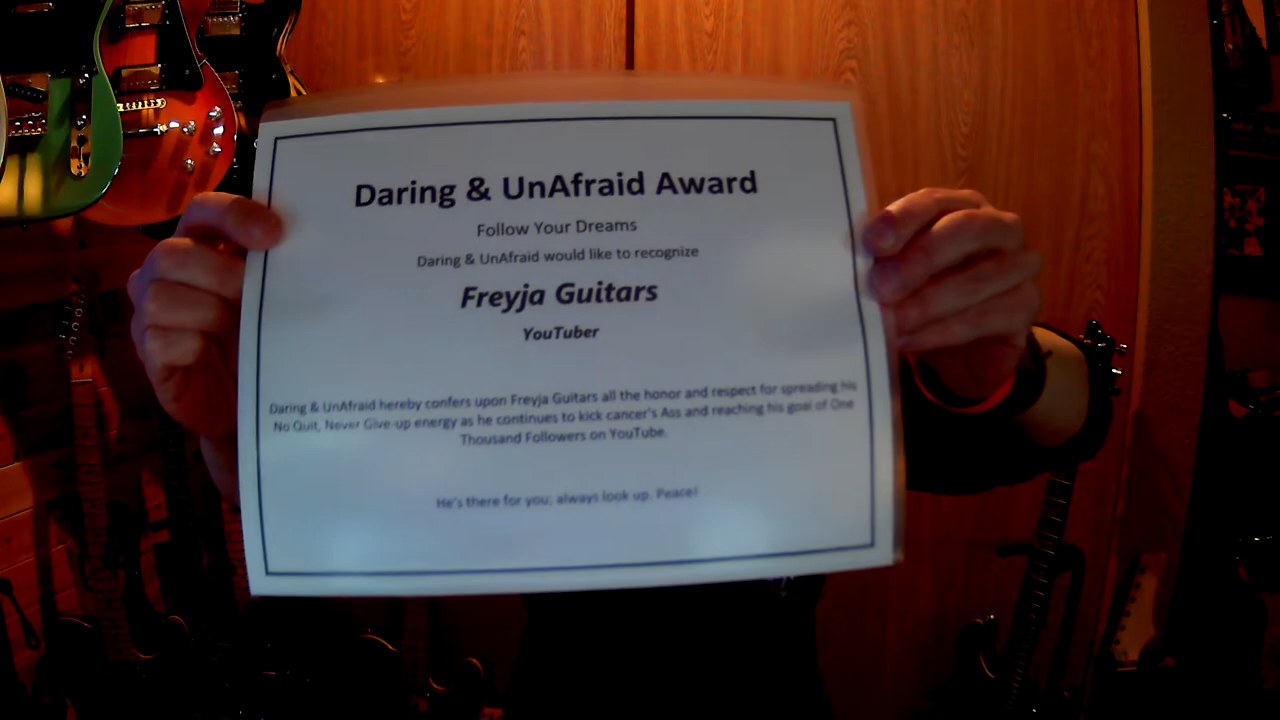 Daring & UnAfraid Award
Follow Your Dreams
Daring & UnAfraid would like to recognize
Freyja Guitars
YouTuber
Daring & UnAfraid hereby confers upon Freyja Guitars all the honor and respect for spreading his
No Quit, Never Give-up energy as he continues to kick cancer's Ass and reaching his goal of One
Thousand Followers on YouTube.
He's there for you; always look up. Peace!